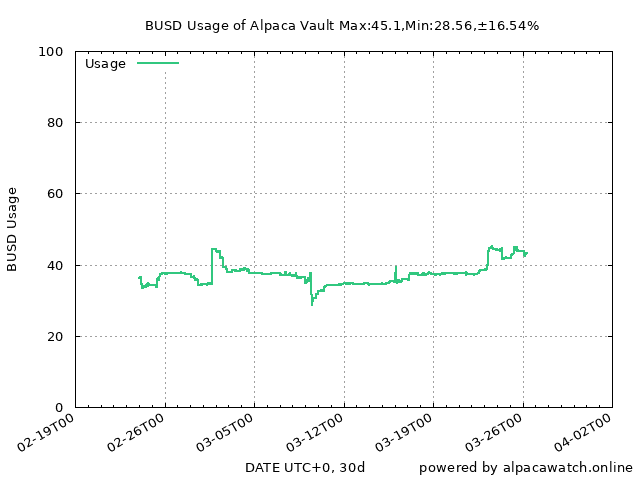 BUSD Usage of Alpaca Vault Max:45.1,Min:28.56,±16.54%
Usage
BUSD Usage
100
80
60
40
20
0
02-19T00
02-26T00
03-05T00
03-12T00
03-19T00
03-26T00
04-02T00
DATE UTC+0, 30d
powered by alpacawatch.online